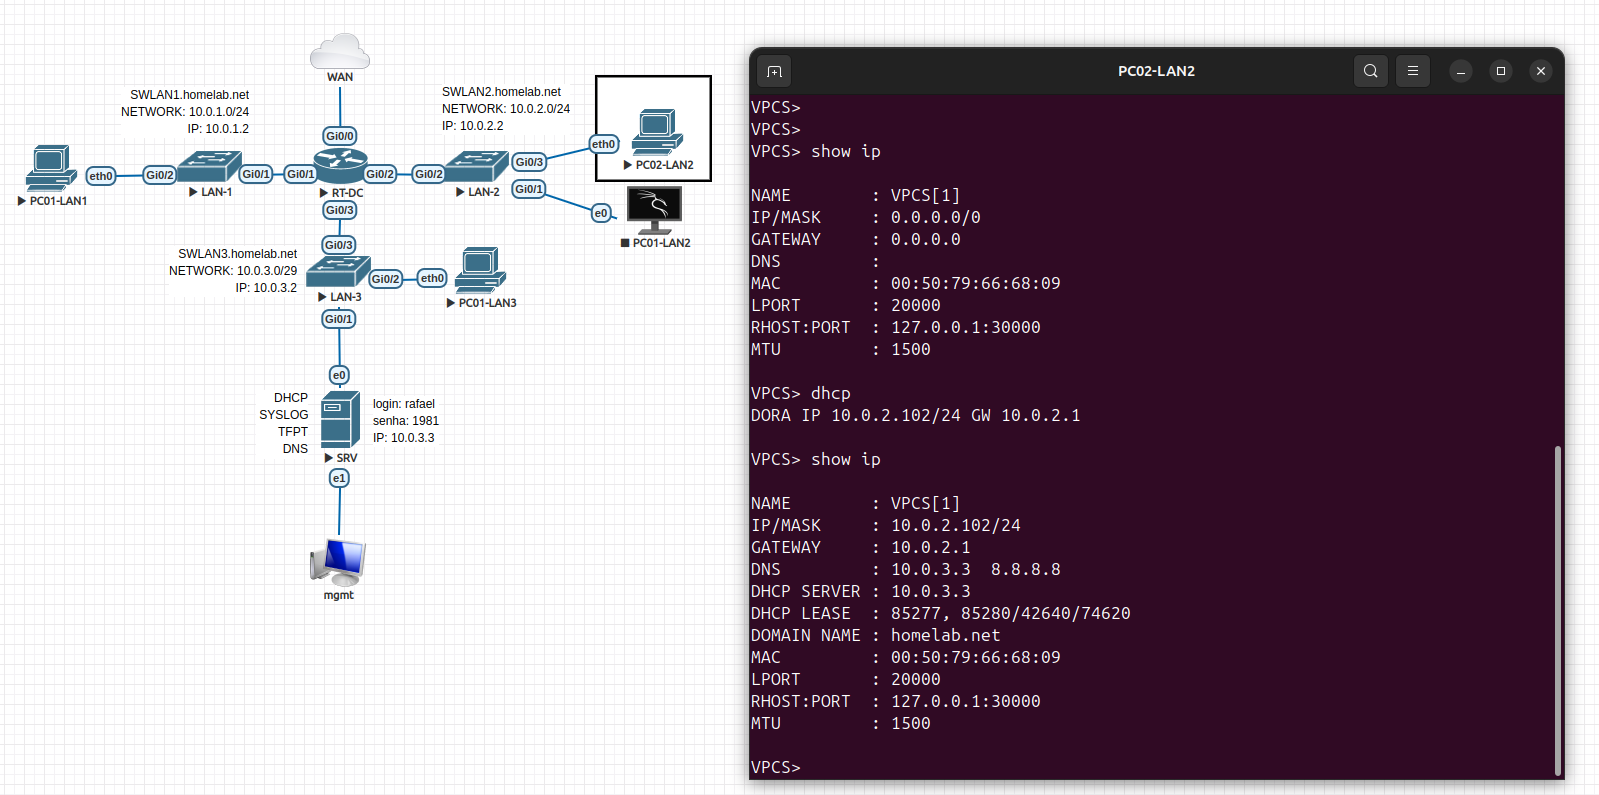 WAN
SWLAN1.homelab.net
NETWORK: 10.0.1.0/24
IP: 10.0.1.2
SWLAN2.homelab.net
NETWORK: 10.0.2.0/24
IP: 10.0.2.2
Gi0/0
eth0
Gi0/2
Gi0/1
Gi0/1
Gi0/2
Gi0/2
Gi0/3
eth0
PC02-LAN2
PC01-LAN1
LAN-1
RT-DC
LAN-2
Gi0/1
e0
PC01-LAN2
Gi0/3
Gi0/3
SWLAN3.homelab.net
NETWORK: 10.0.3.0/29
IP: 10.0.3.2
Gi0/2
eth0
LAN-3
PC01-LAN3
Gi0/1
e0
DHCP
SYSLOG
TFPT
DNS
login: rafael
senha: 1981
IP: 10.0.3.3
SRV
e1
mgmt
PC02-LAN2
VPCS>
VPCS>
VPCS> show ip
NAME : VPCS[1]
IP/MASK : 0.0.0.0/0
GATEWAY : 0.0.0.0
DNS :
MAC : 00:50:79:66:68:09
LPORT : 20000
RHOST:PORT : 127.0.0.1:30000
MTU : 1500
VPCS> dhcp
DORA IP 10.0.2.102/24 GW 10.0.2.1
VPCS> show ip
NAME : VPCS[1]
IP/MASK : 10.0.2.102/24
GATEWAY : 10.0.2.1
DNS : 10.0.3.3 8.8.8.8
DHCP SERVER : 10.0.3.3
DHCP LEASE : 85277, 85280/42640/74620
DOMAIN NAME : homelab.net
MAC : 00:50:79:66:68:09
LPORT : 20000
RHOST:PORT : 127.0.0.1:30000
MTU : 1500
VPCS>